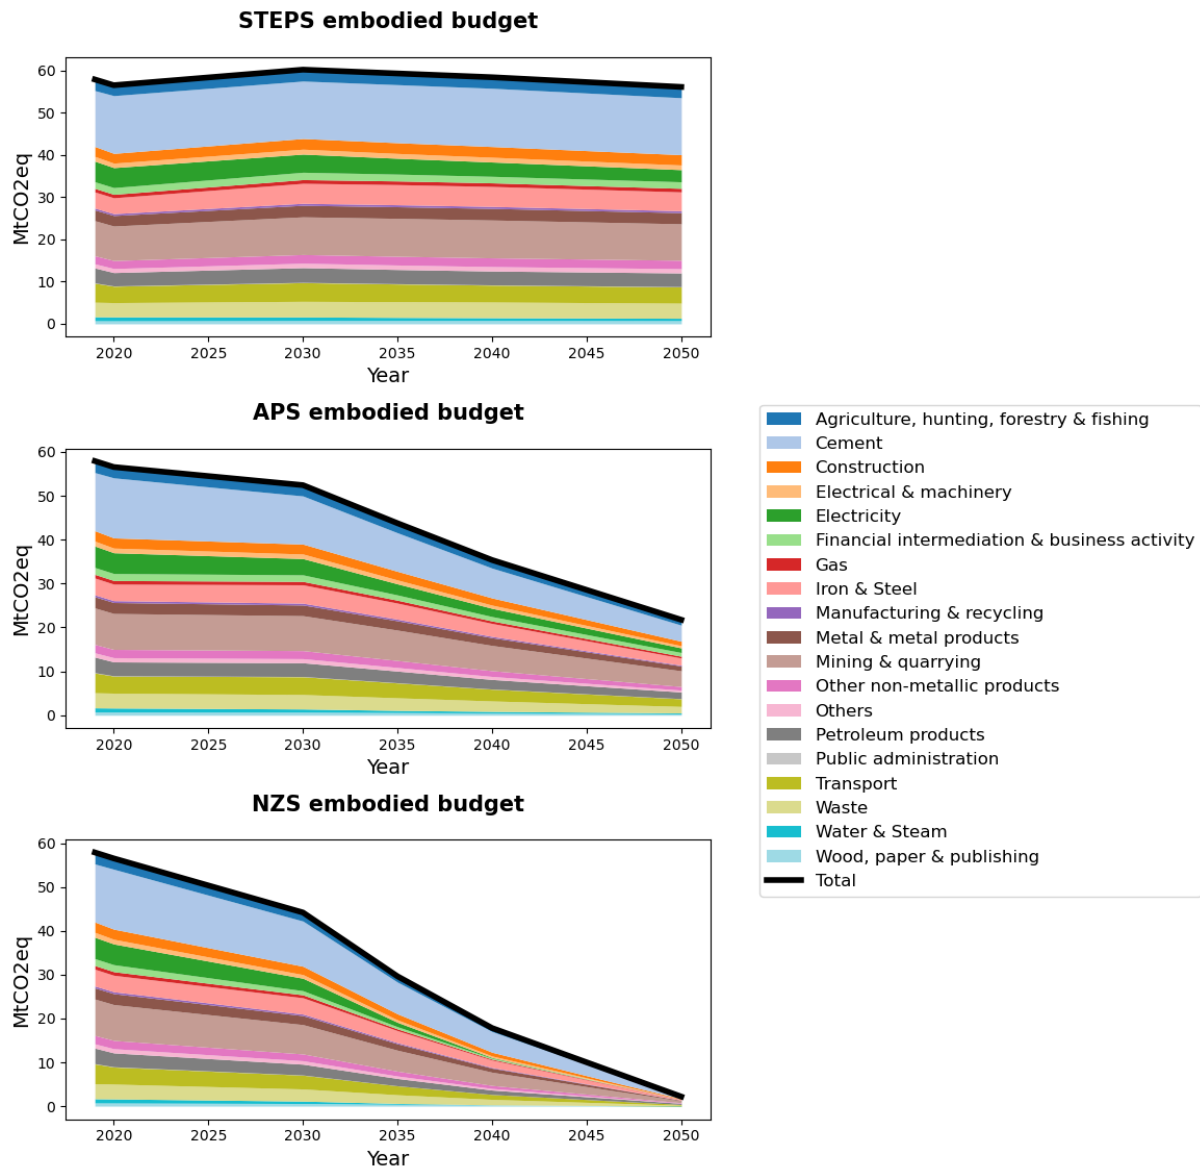 STEPS embodied budget
60
50
40
30
20
10
0
MtCO2eq
2020 2025 2030 2035 2040 2045 2050
Year
APS embodied budget
60
50
40
30
20
10
0
MtCO2eq
2020 2025 2030 2035 2040 2045 2050
Year
Agriculture, hunting, forestry & fishing
Cement
Construction
Electrical & machinery
Electricity
Financial intermediation & business activity
Gas
Iron & Steel
Manufacturing & recycling
Metal & metal products
Mining & quarrying
Other non-metallic products
Others
Petroleum products
Public administration
Transport
Waste
Water & Steam
Wood, paper & publishing
Total
NZS embodied budget
60
50
40
30
20
10
0
MtCO2eq
2020 2025 2030 2035 2040 2045 2050
Year